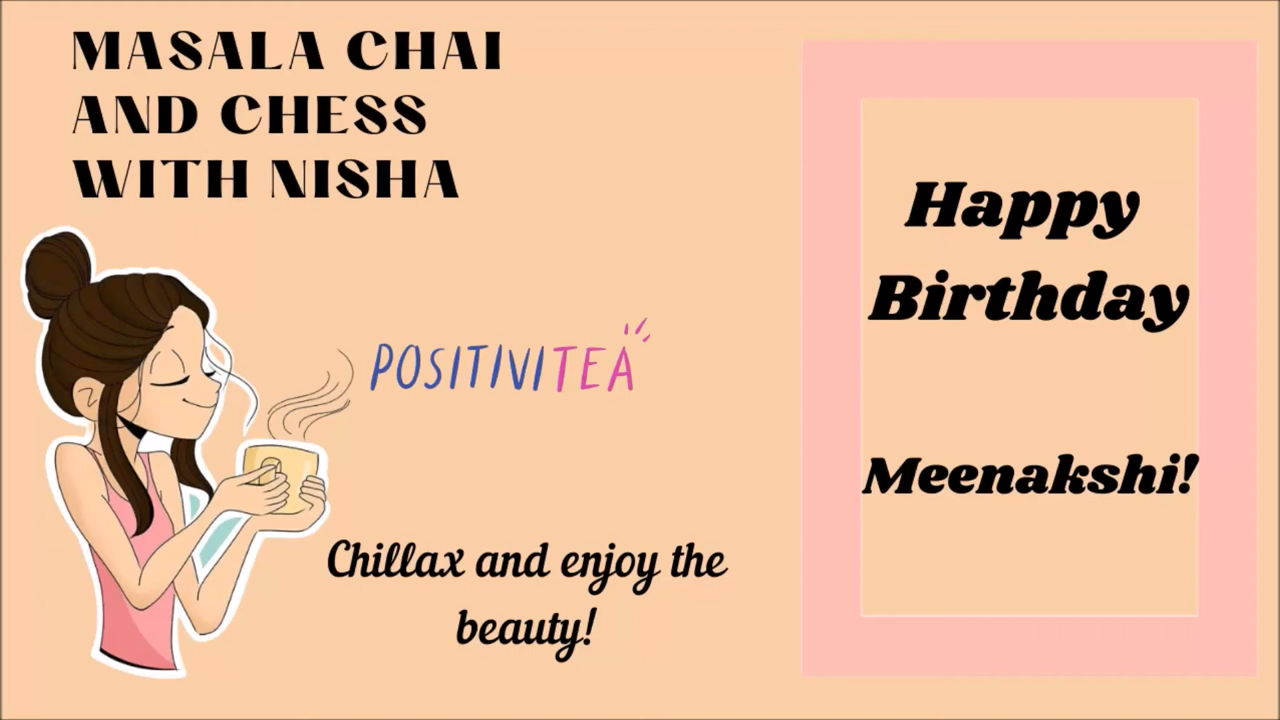 MASALA CHAI
AND CHESS
WITH NISHA
POSITIVITEA
Chillax and enjoy the
beauty!
Happy
Birthday
Meenakshi!